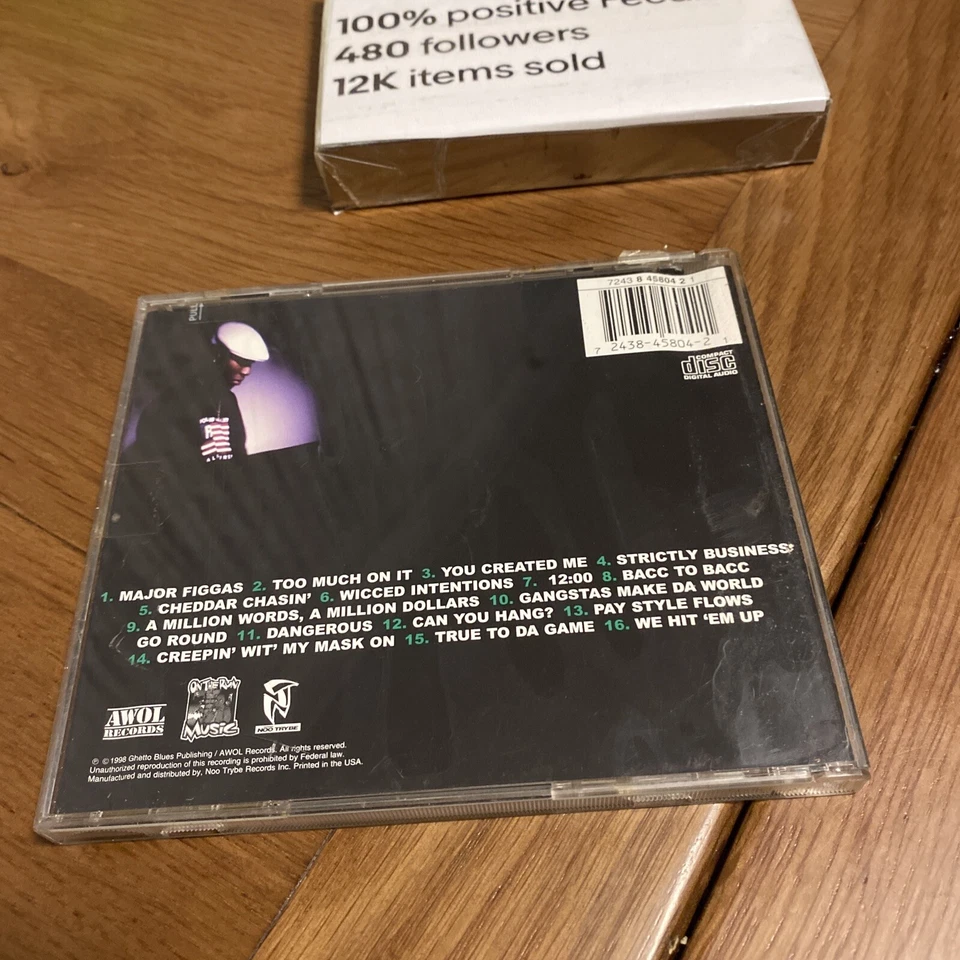 100% positive
480 followers
12K items sold
7243 8 45804 2 1
7 2438-45804-2 1
COMPACT
disc
DIGITAL AUDIO
PULL
1. MAJOR FIGGAS 2. TOO MUCH ON IT 3. YOU CREATED ME 4. STRICTLY BUSINESS
5. CHEDDAR CHASIN' 6. WICCED INTENTIONS 7. 12:00 8. BACC TO BACC
9. A MILLION WORDS, A MILLION DOLLARS 10. GANGSTAS MAKE DA WORLD
GO ROUND 11. DANGEROUS 12. CAN YOU HANG? 13. PAY STYLE FLOWS
14. CREEPIN' WIT' MY MASK ON 15. TRUE TO DA GAME 16. WE HIT 'EM UP
AWOL
RECORDS
ON THE RUN
MUSIC
NOO TRYBE
℗ © 1998 Ghetto Blues Publishing / AWOL Records. All rights reserved.
Unauthorized reproduction of this recording is prohibited by Federal law.
Manufactured and distributed by, Noo Trybe Records Inc. Printed in the USA.